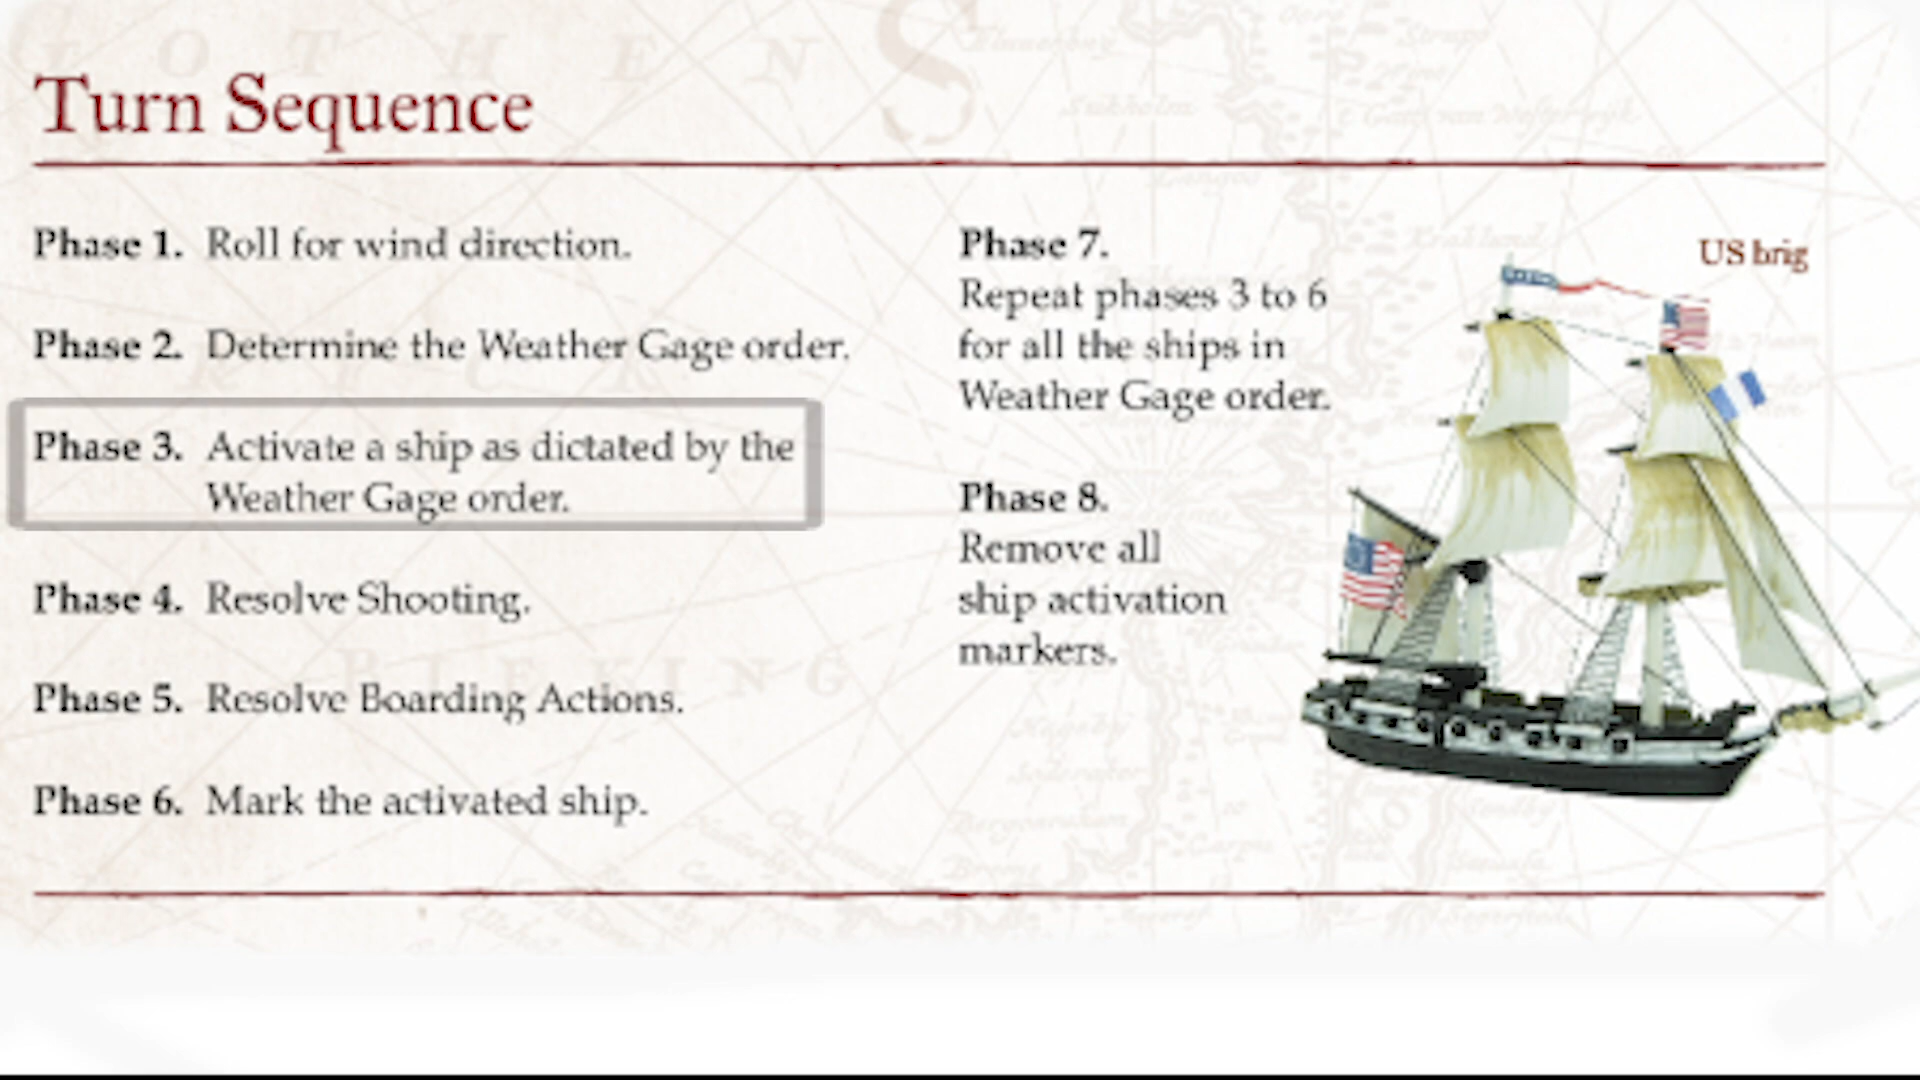 Turn Sequence
Phase 1. Roll for wind direction.
Phase 2. Determine the Weather Gage order.
Phase 3. Activate a ship as dictated by the
Weather Gage order.
Phase 4. Resolve Shooting.
Phase 5. Resolve Boarding Actions.
Phase 6. Mark the activated ship.
Phase 7.
Repeat phases 3 to 6
for all the ships in
Weather Gage order.
Phase 8.
Remove all
ship activation
markers.
US brig